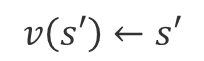 v(s′) ← s′